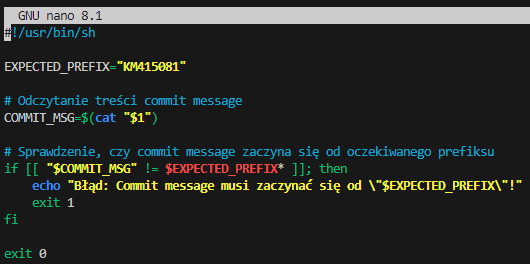 GNU nano 8.1
#!/usr/bin/sh
EXPECTED_PREFIX="KM415081"
# Odczytanie treści commit message
COMMIT_MSG=$(cat "$1")
# Sprawdzenie, czy commit message zaczyna się od oczekiwanego prefiksu
if [[ "$COMMIT_MSG" != $EXPECTED_PREFIX* ]]; then
    echo "Błąd: Commit message musi zaczynać się od \"$EXPECTED_PREFIX\"!"
    exit 1
fi
exit 0